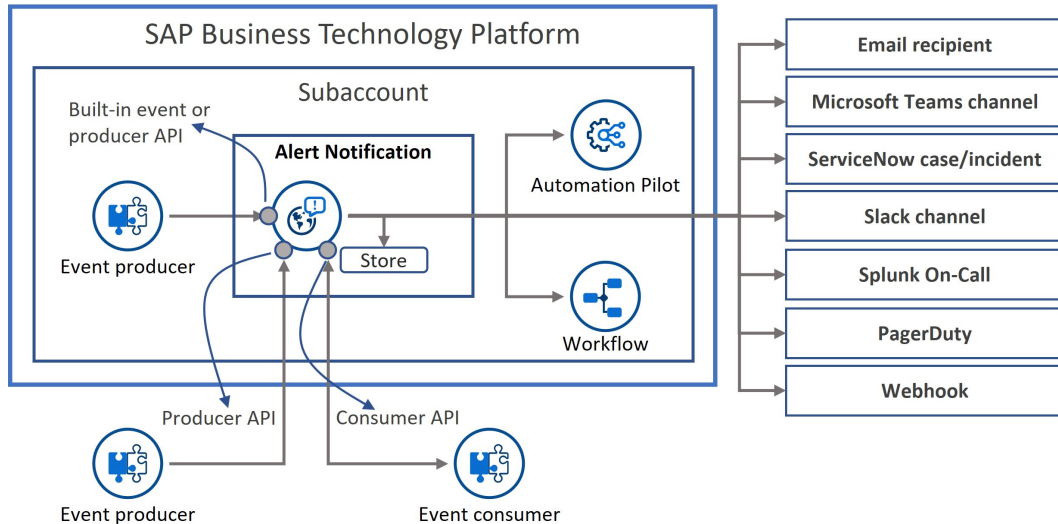 SAP Business Technology Platform
Subaccount
Built-in event or
producer API
Alert Notification
Event producer
Store
Automation Pilot
Workflow
Producer API
Consumer API
Event producer
Event consumer
Email recipient
Microsoft Teams channel
ServiceNow case/incident
Slack channel
Splunk On-Call
PagerDuty
Webhook